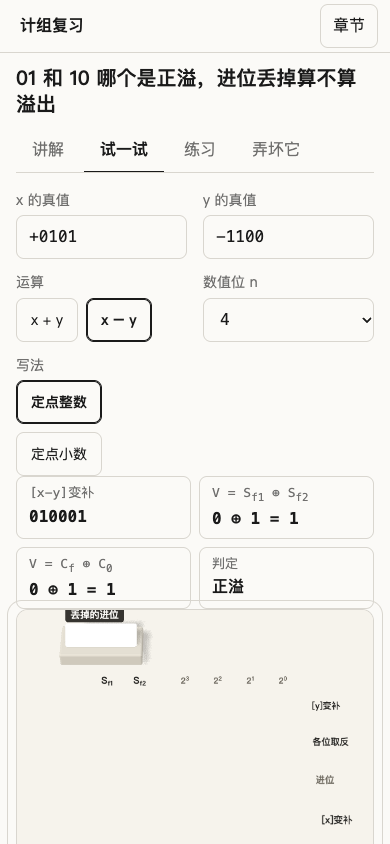 计组复习
章节
01 和 10 哪个是正溢，进位丢掉算不算
溢出
讲解
试一试
练习
弄坏它
x 的真值
y 的真值
+0101
−1100
运算
数值位 n
x + y
x − y
4
写法
定点整数
定点小数
[x−y]变补
010001
V = Sf1 ⊕ Sf2
0 ⊕ 1 = 1
V = Cf ⊕ C0
0 ⊕ 1 = 1
判定
正溢
丢掉的进位
Sf1 Sf2 2³ 2² 2¹ 2⁰
[y]变补
各位取反
进位
[x]变补